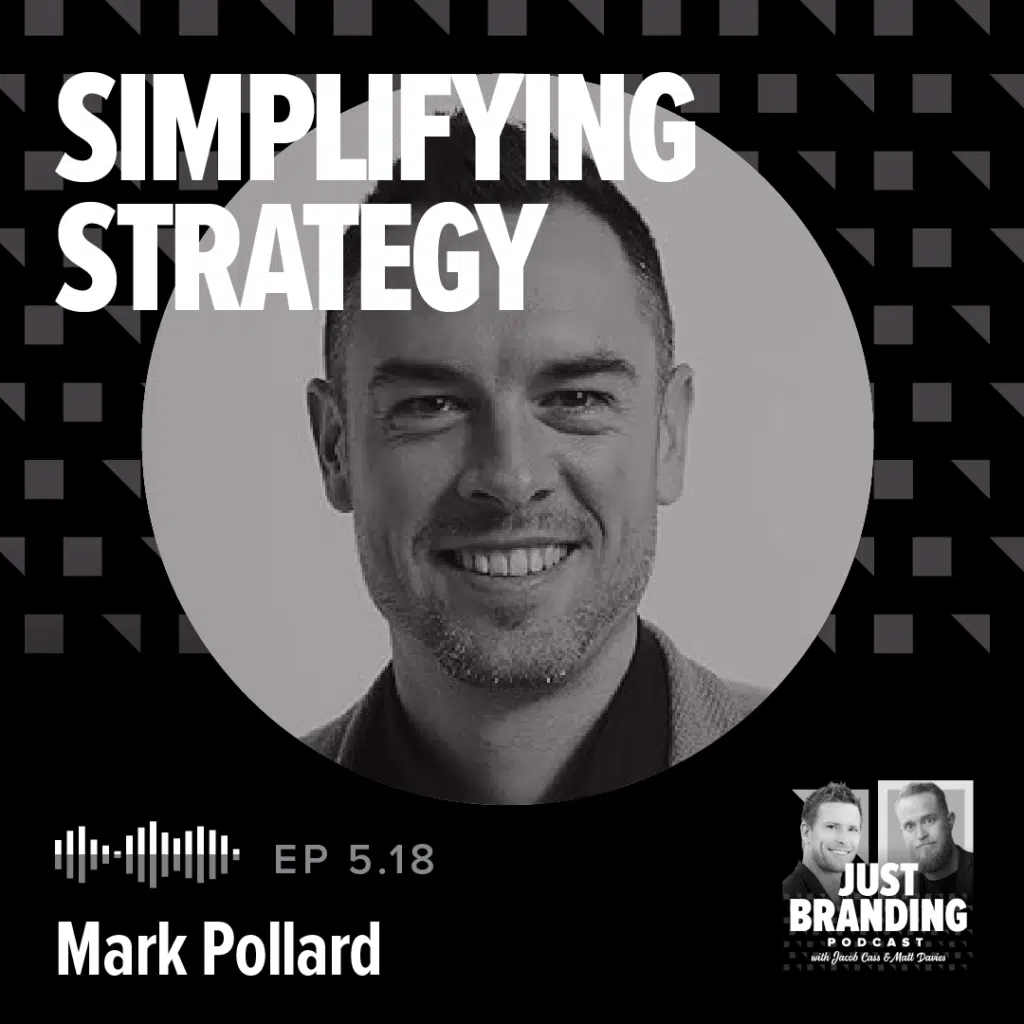 SIMPLIFYING
STRATEGY
EP 5.18
Mark Pollard
JUST
BRANDING
PODCAST
with Jacob Cass & Matt Davies